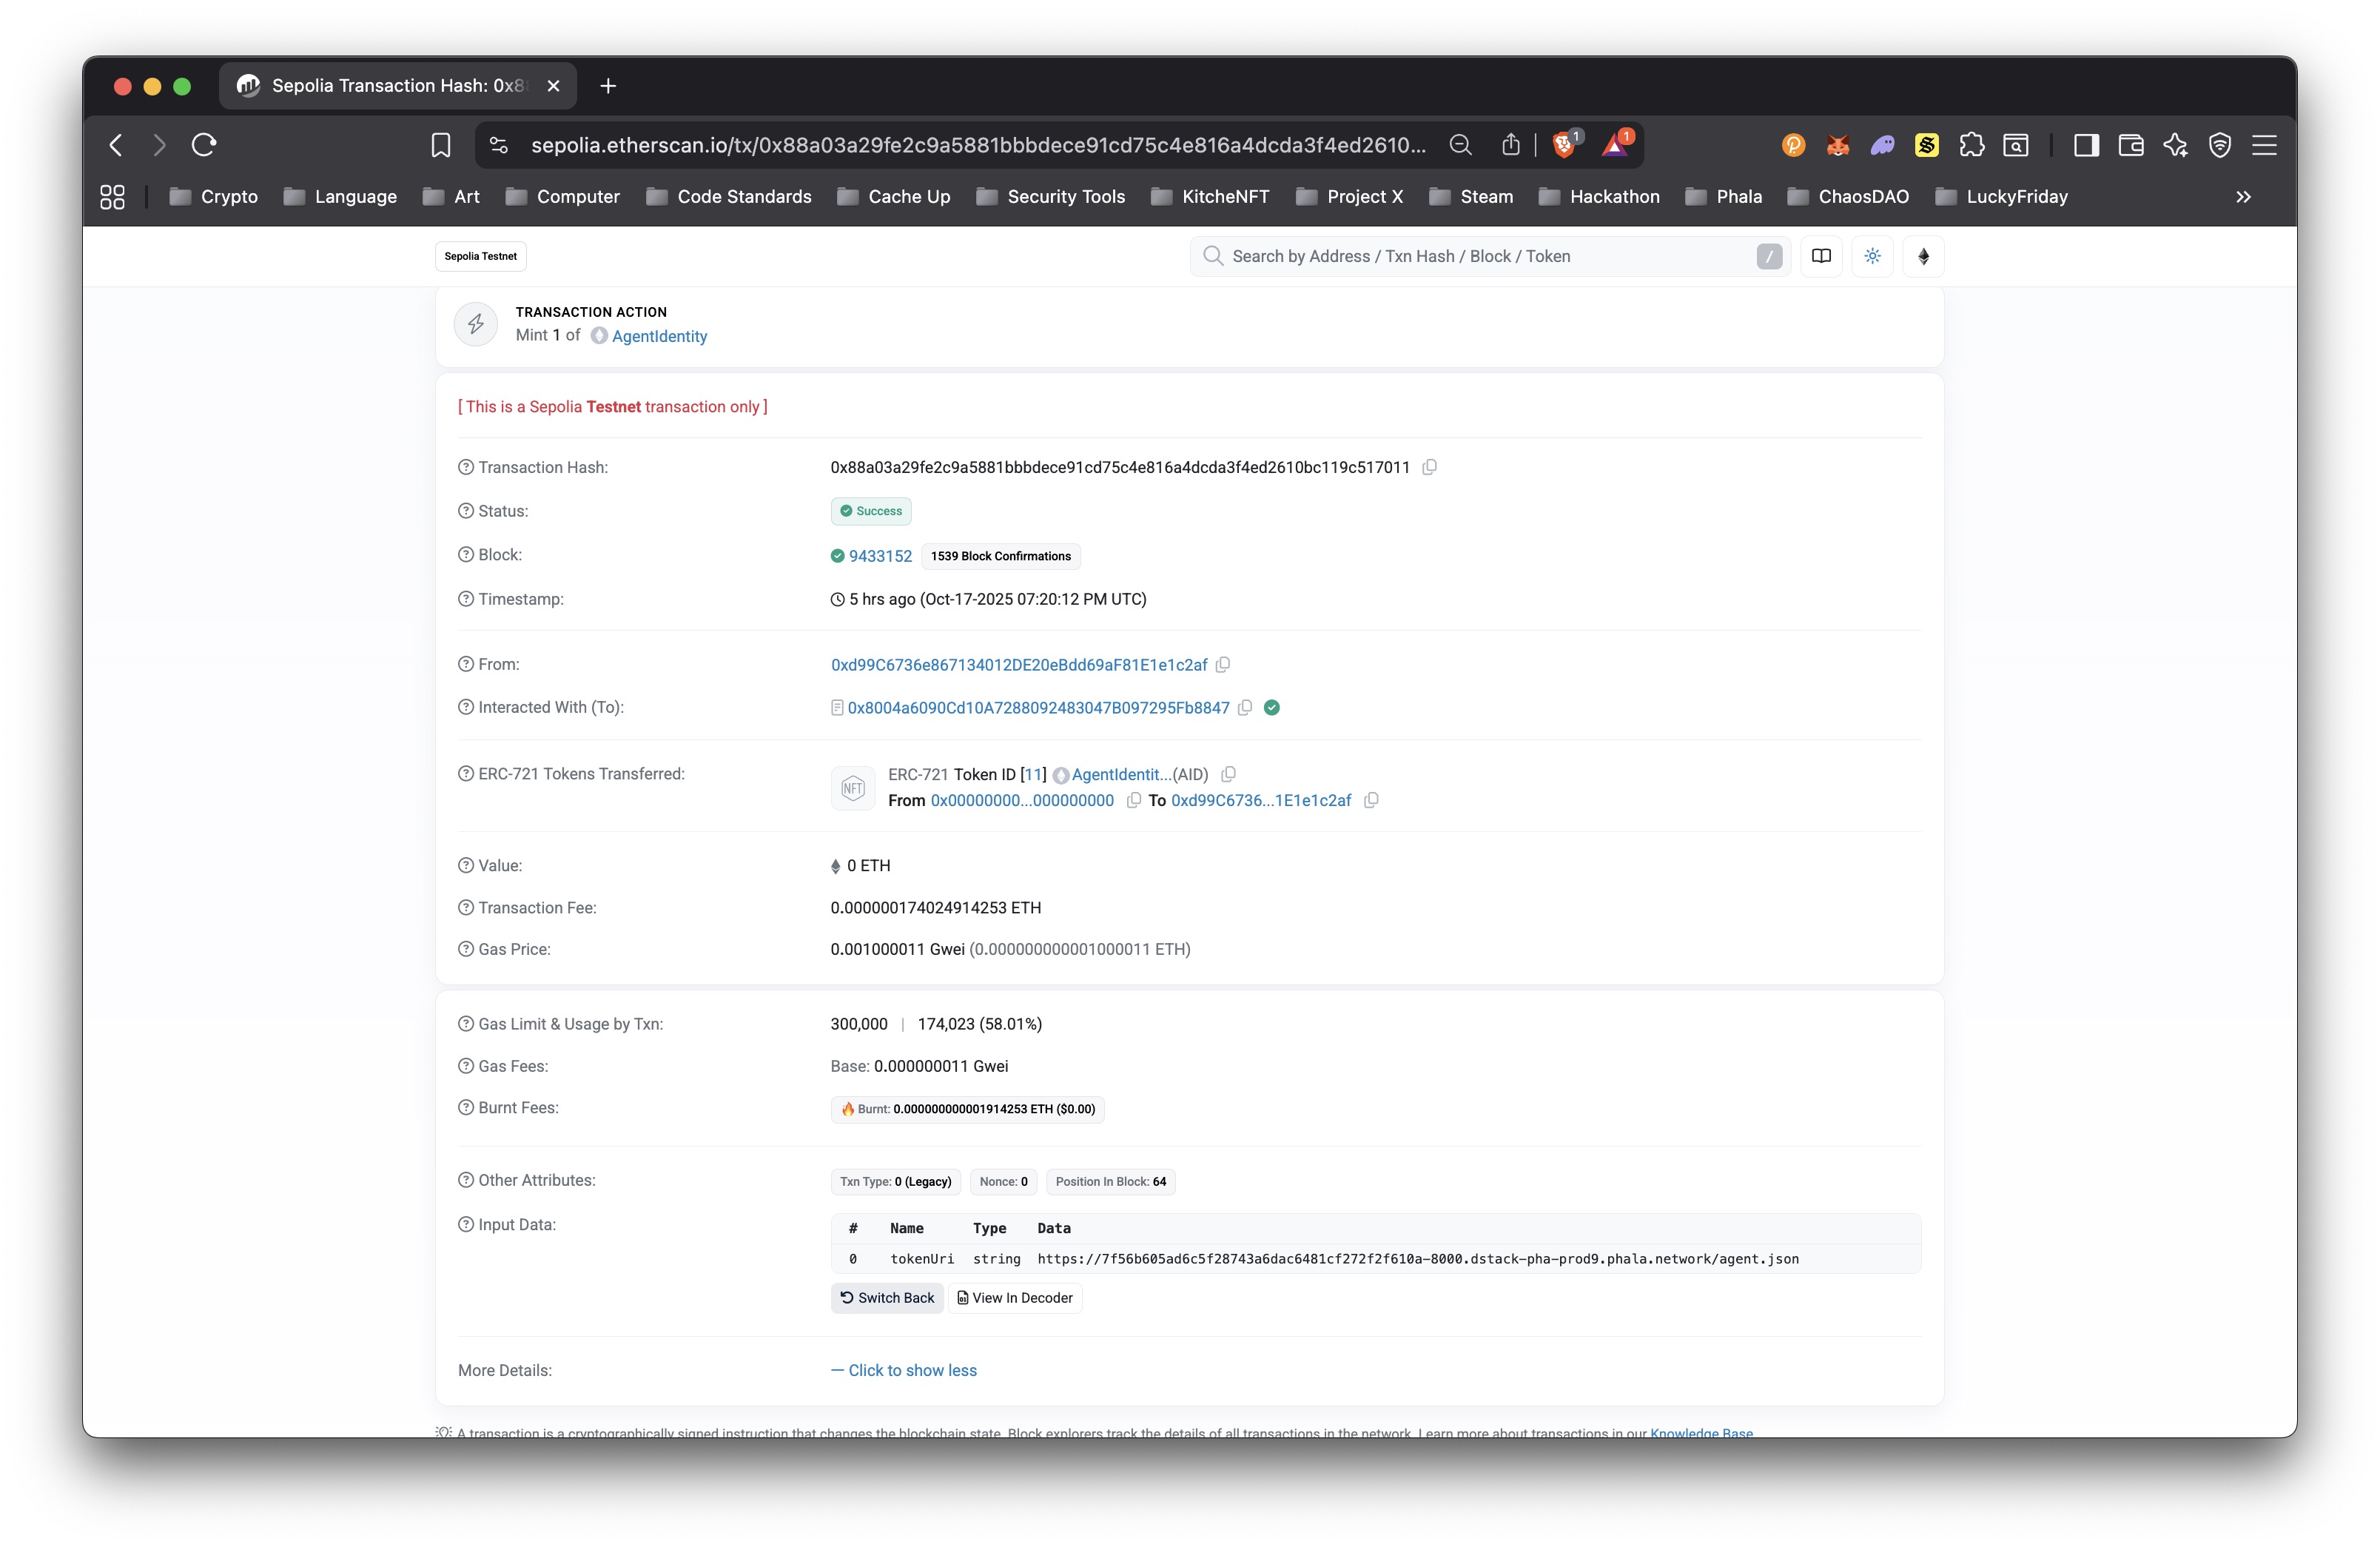 Sepolia Transaction Hash: 0x8
sepolia.etherscan.io/tx/0x88a03a29fe2c9a5881bbbdece91cd75c4e816a4dcda3f4ed2610...
1
1
Crypto Language Art Computer Code Standards Cache Up Security Tools KitcheNFT Project X Steam Hackathon Phala ChaosDAO LuckyFriday
Sepolia Testnet
Search by Address / Txn Hash / Block / Token /
TRANSACTION ACTION
Mint 1 of AgentIdentity
[ This is a Sepolia Testnet transaction only ]
Transaction Hash: 0x88a03a29fe2c9a5881bbbdece91cd75c4e816a4dcda3f4ed2610bc119c517011
Status: Success
Block: 9433152 1539 Block Confirmations
Timestamp: 5 hrs ago (Oct-17-2025 07:20:12 PM UTC)
From: 0xd99C6736e867134012DE20eBdd69aF81E1e1c2af
Interacted With (To): 0x8004a6090Cd10A7288092483047B097295Fb8847
ERC-721 Tokens Transferred: NFT ERC-721 Token ID [11] AgentIdentit...(AID)
From 0x00000000...000000000 To 0xd99C6736...1E1e1c2af
Value: 0 ETH
Transaction Fee: 0.000000174024914253 ETH
Gas Price: 0.001000011 Gwei (0.000000000001000011 ETH)
Gas Limit & Usage by Txn: 300,000 | 174,023 (58.01%)
Gas Fees: Base: 0.000000011 Gwei
Burnt Fees: Burnt: 0.000000000001914253 ETH ($0.00)
Other Attributes: Txn Type: 0 (Legacy) Nonce: 0 Position In Block: 64
Input Data:
# Name Type Data
0 tokenUri string https://7f56b605ad6c5f28743a6dac6481cf272f2f610a-8000.dstack-pha-prod9.phala.network/agent.json
Switch Back View In Decoder
More Details: — Click to show less
A transaction is a cryptographically signed instruction that changes the blockchain state. Block explorers track the details of all transactions in the network. Learn more about transactions in our Knowledge Base